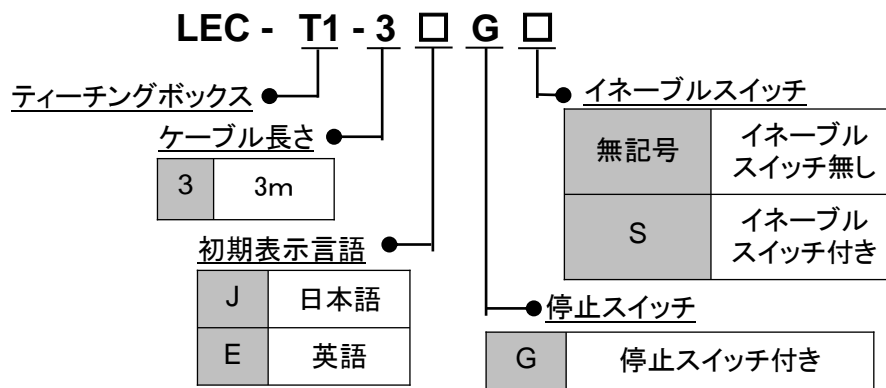 LEC - T1 - 3 □ G □
ティーチングボックス
ケーブル長さ
3 3m
初期表示言語
J 日本語
E 英語
イネーブルスイッチ
無記号 イネーブル
スイッチ無し
S イネーブル
スイッチ付き
停止スイッチ
G 停止スイッチ付き